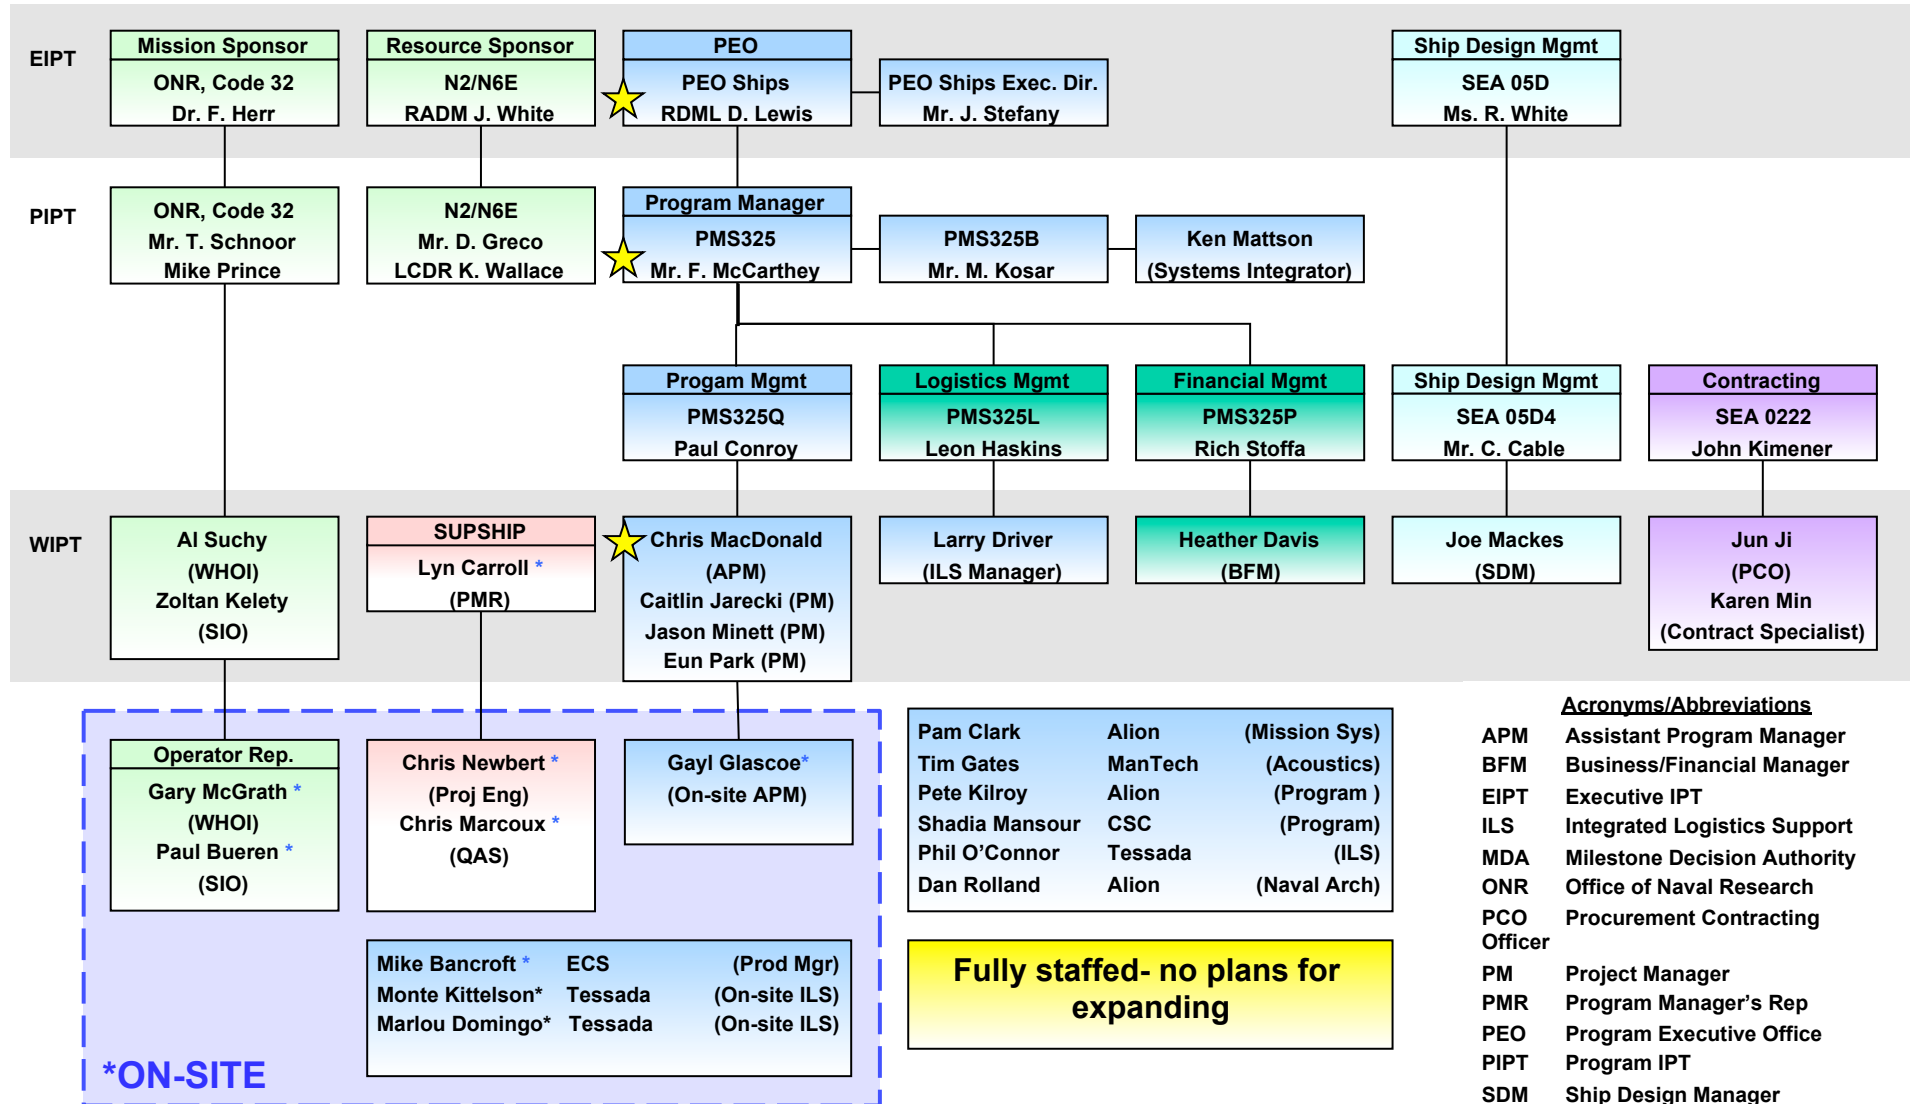 EIPT
Mission Sponsor
ONR, Code 32
Dr. F. Herr
Resource Sponsor
N2/N6E
RADM J. White
PEO
PEO Ships
RDML D. Lewis
PEO Ships Exec. Dir.
Mr. J. Stefany
Ship Design Mgmt
SEA 05D
Ms. R. White
PIPT
ONR, Code 32
Mr. T. Schnoor
Mike Prince
N2/N6E
Mr. D. Greco
LCDR K. Wallace
Program Manager
PMS325
Mr. F. McCarthey
PMS325B
Mr. M. Kosar
Ken Mattson
(Systems Integrator)
Progam Mgmt
PMS325Q
Paul Conroy
Logistics Mgmt
PMS325L
Leon Haskins
Financial Mgmt
PMS325P
Rich Stoffa
Ship Design Mgmt
SEA 05D4
Mr. C. Cable
Contracting
SEA 0222
John Kimener
WIPT
Al Suchy
(WHOI)
Zoltan Kelety
(SIO)
SUPSHIP
Lyn Carroll *
(PMR)
Chris MacDonald
(APM)
Caitlin Jarecki (PM)
Jason Minett (PM)
Eun Park (PM)
Larry Driver
(ILS Manager)
Heather Davis
(BFM)
Joe Mackes
(SDM)
Jun Ji
(PCO)
Karen Min
(Contract Specialist)
Operator Rep.
Gary McGrath *
(WHOI)
Paul Bueren *
(SIO)
Chris Newbert *
(Proj Eng)
Chris Marcoux *
(QAS)
Gayl Glascoe*
(On-site APM)
Mike Bancroft * ECS (Prod Mgr)
Monte Kittelson* Tessada (On-site ILS)
Marlou Domingo* Tessada (On-site ILS)
*ON-SITE
Pam Clark Alion (Mission Sys)
Tim Gates ManTech (Acoustics)
Pete Kilroy Alion (Program )
Shadia Mansour CSC (Program)
Phil O’Connor Tessada (ILS)
Dan Rolland Alion (Naval Arch)
Fully staffed- no plans for
expanding
Acronyms/Abbreviations
APM Assistant Program Manager
BFM Business/Financial Manager
EIPT Executive IPT
ILS Integrated Logistics Support
MDA Milestone Decision Authority
ONR Office of Naval Research
PCO Procurement Contracting
Officer
PM Project Manager
PMR Program Manager’s Rep
PEO Program Executive Office
PIPT Program IPT
SDM Ship Design Manager